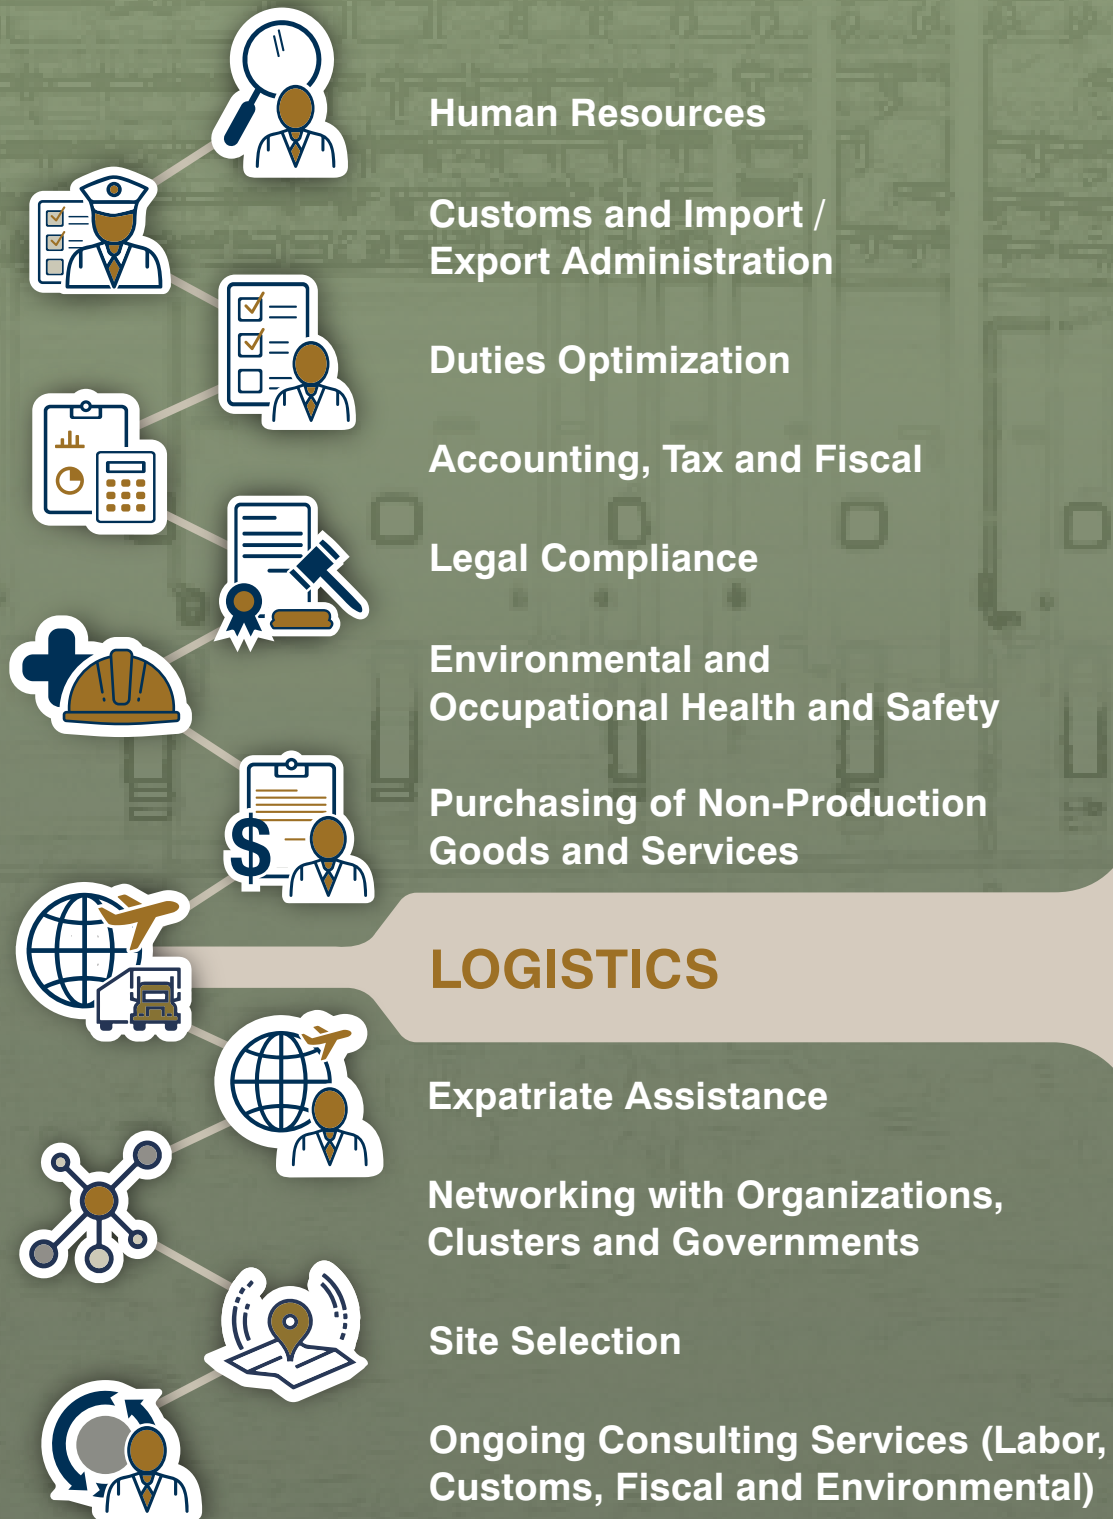 Human Resources
Customs and Import /
Export Administration
Duties Optimization
Accounting, Tax and Fiscal
Legal Compliance
Environmental and
Occupational Health and Safety
Purchasing of Non-Production
Goods and Services
$
LOGISTICS
Expatriate Assistance
Networking with Organizations,
Clusters and Governments
Site Selection
Ongoing Consulting Services (Labor,
Customs, Fiscal and Environmental)